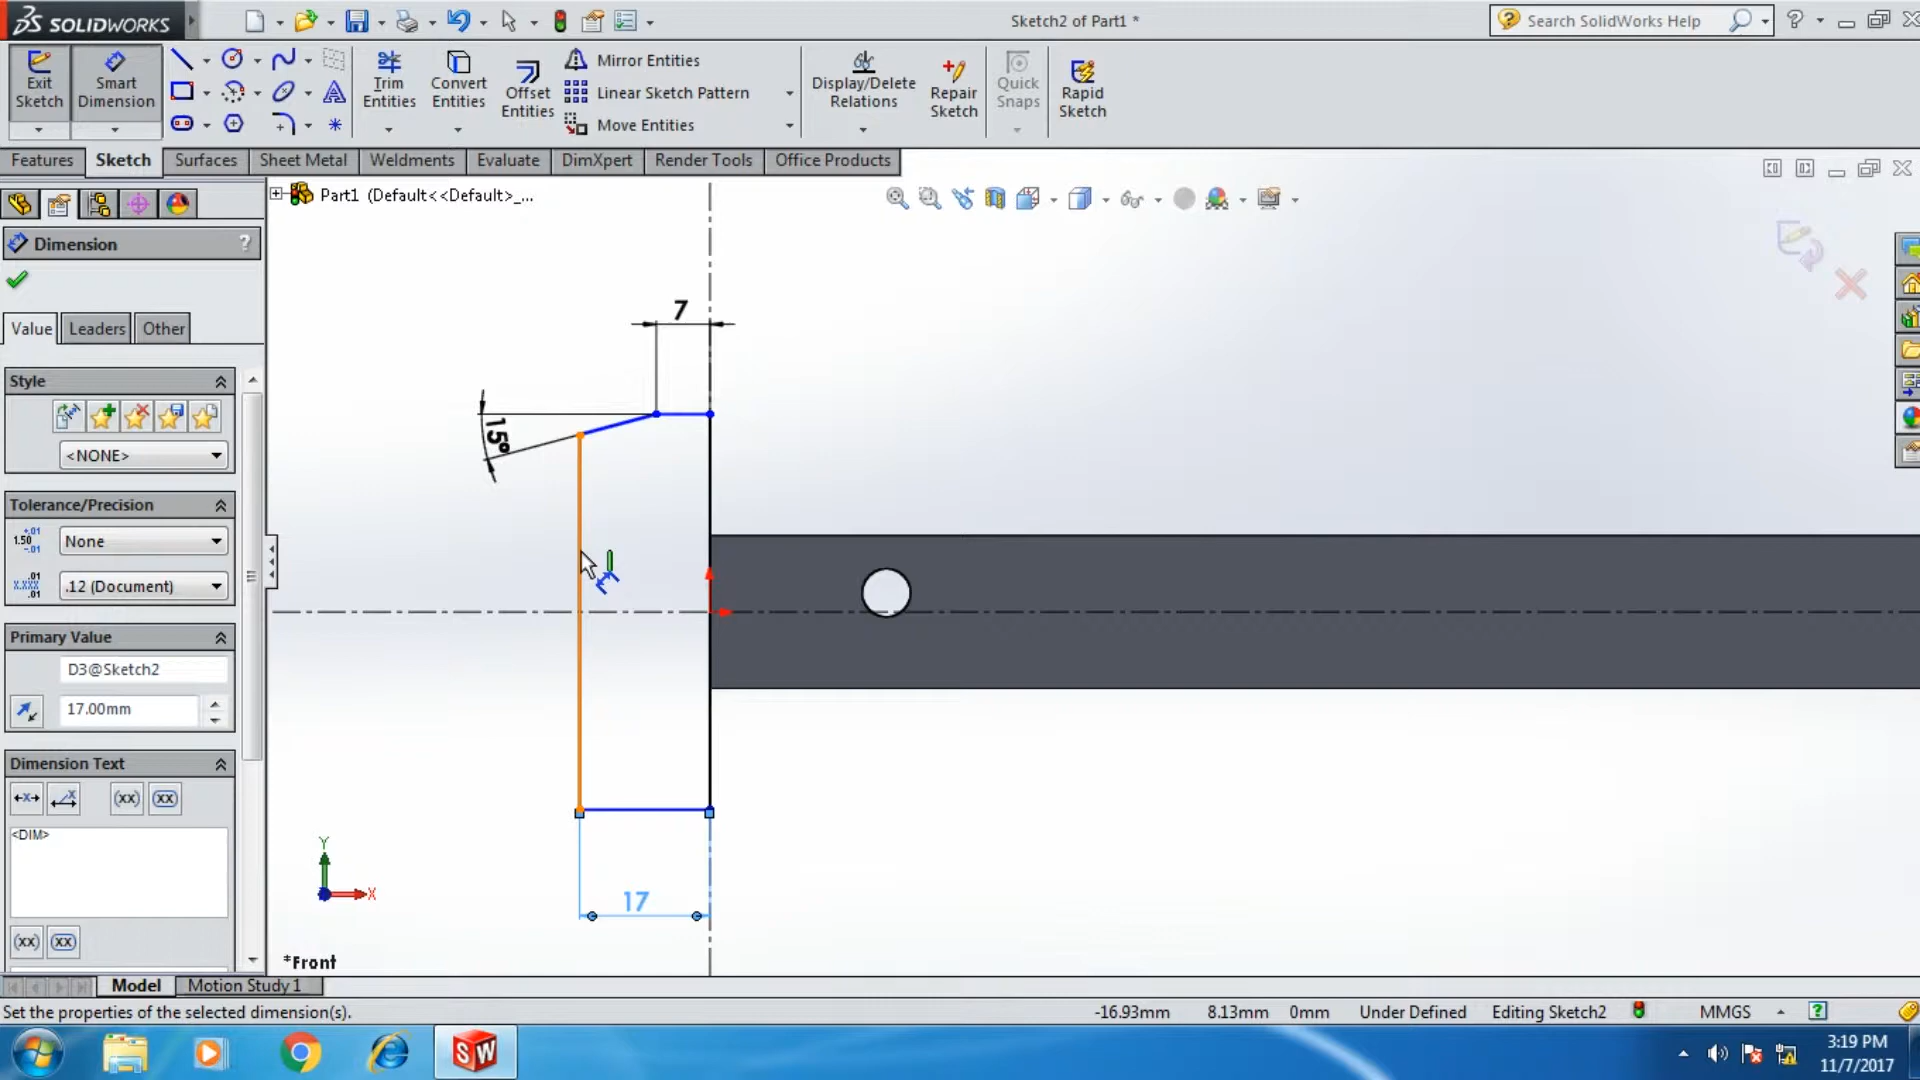 SOLIDWORKS
Sketch2 of Part1 *
Search SolidWorks Help
Exit Sketch
Smart Dimension
Trim Entities
Convert Entities
Offset Entities
Mirror Entities
Linear Sketch Pattern
Move Entities
Display/Delete Relations
Repair Sketch
Quick Snaps
Rapid Sketch
Features Sketch Surfaces Sheet Metal Weldments Evaluate DimXpert Render Tools Office Products
Part1 (Default<<Default>_...
Dimension ?
Value Leaders Other
Style
<NONE>
Tolerance/Precision
None
.12 (Document)
Primary Value
D3@Sketch2
17.00mm
Dimension Text
(xx) (xx)
<DIM>
(xx) (xx)
7
15°
17
Y
X
*Front
Model Motion Study 1
Set the properties of the selected dimension(s). -16.93mm 8.13mm 0mm Under Defined Editing Sketch2 MMGS
3:19 PM
11/7/2017